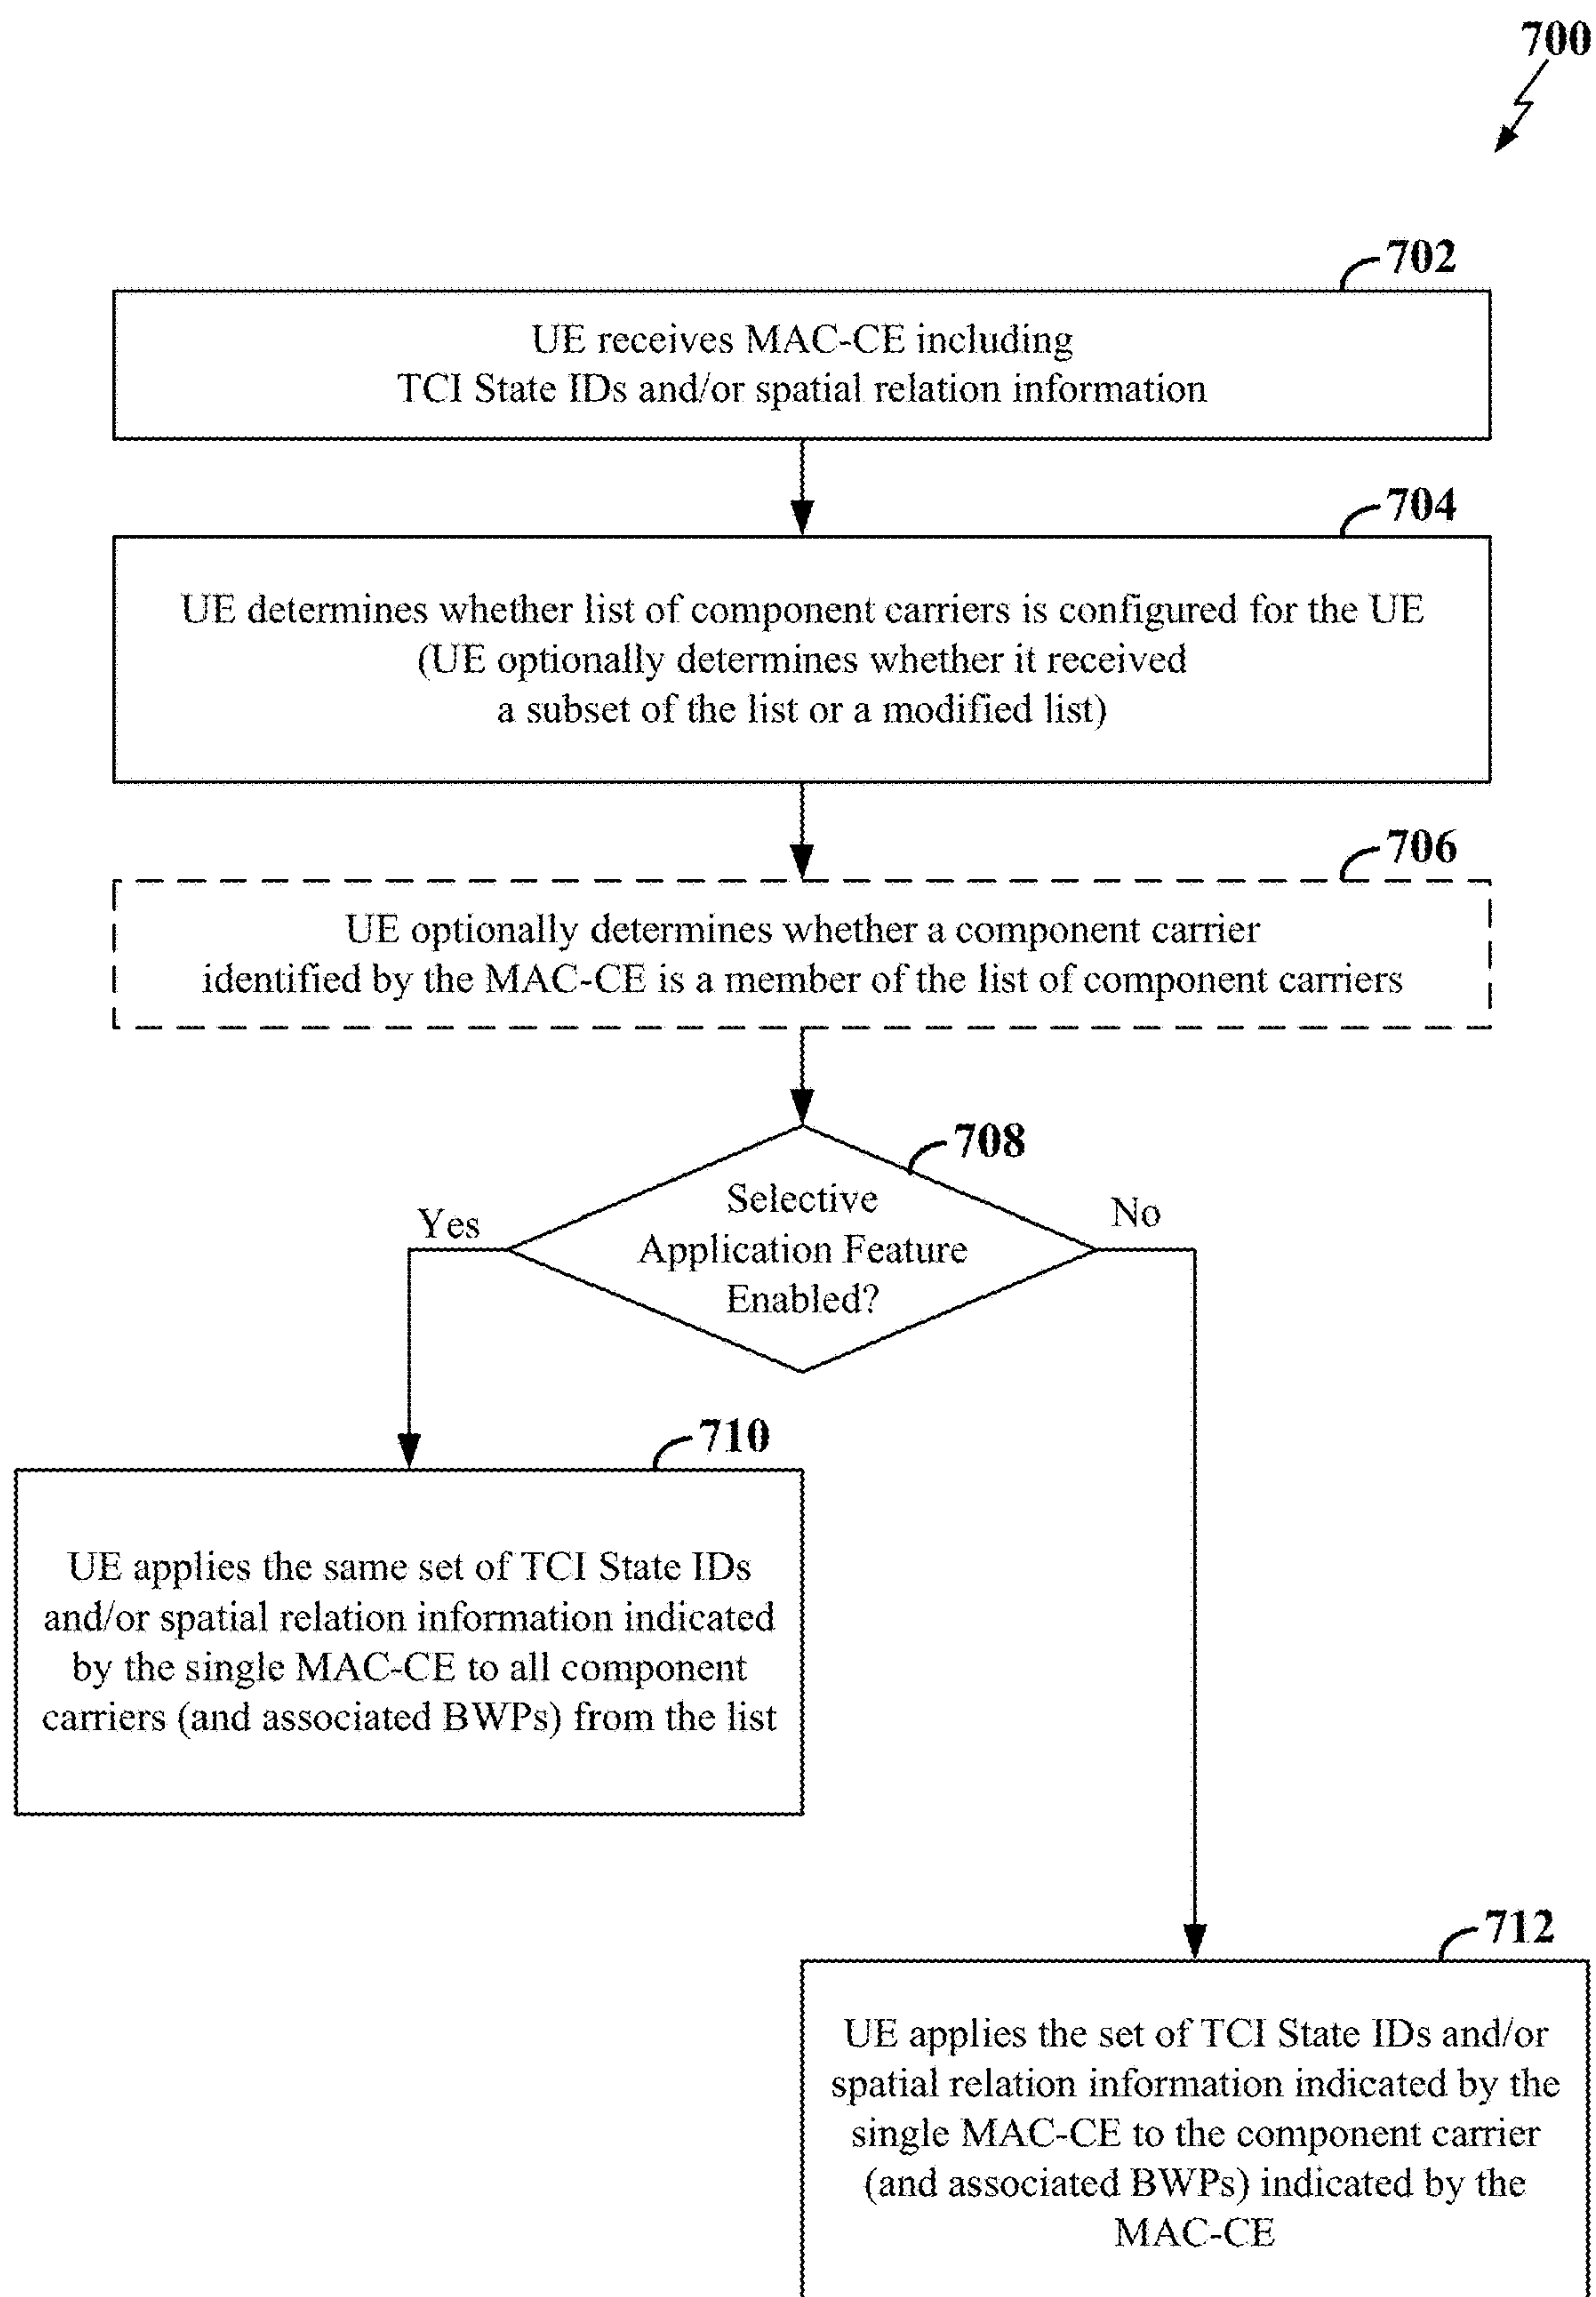 700
702
UE receives MAC-CE including
TCI State IDs and/or spatial relation information
704
UE determines whether list of component carriers is configured for the UE
(UE optionally determines whether it received
a subset of the list or a modified list)
706
UE optionally determines whether a component carrier
identified by the MAC-CE is a member of the list of component carriers
708
Selective
Application Feature
Enabled?
Yes
No
710
UE applies the same set of TCI State IDs
and/or spatial relation information indicated
by the single MAC-CE to all component
carriers (and associated BWPs) from the list
712
UE applies the set of TCI State IDs and/or
spatial relation information indicated by the
single MAC-CE to the component carrier
(and associated BWPs) indicated by the
MAC-CE